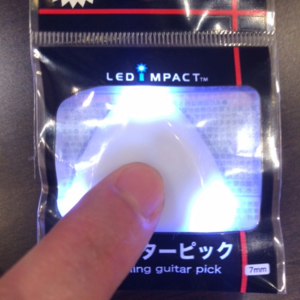 LED IMPACT™
ターピック
ing guitar pick
7mm